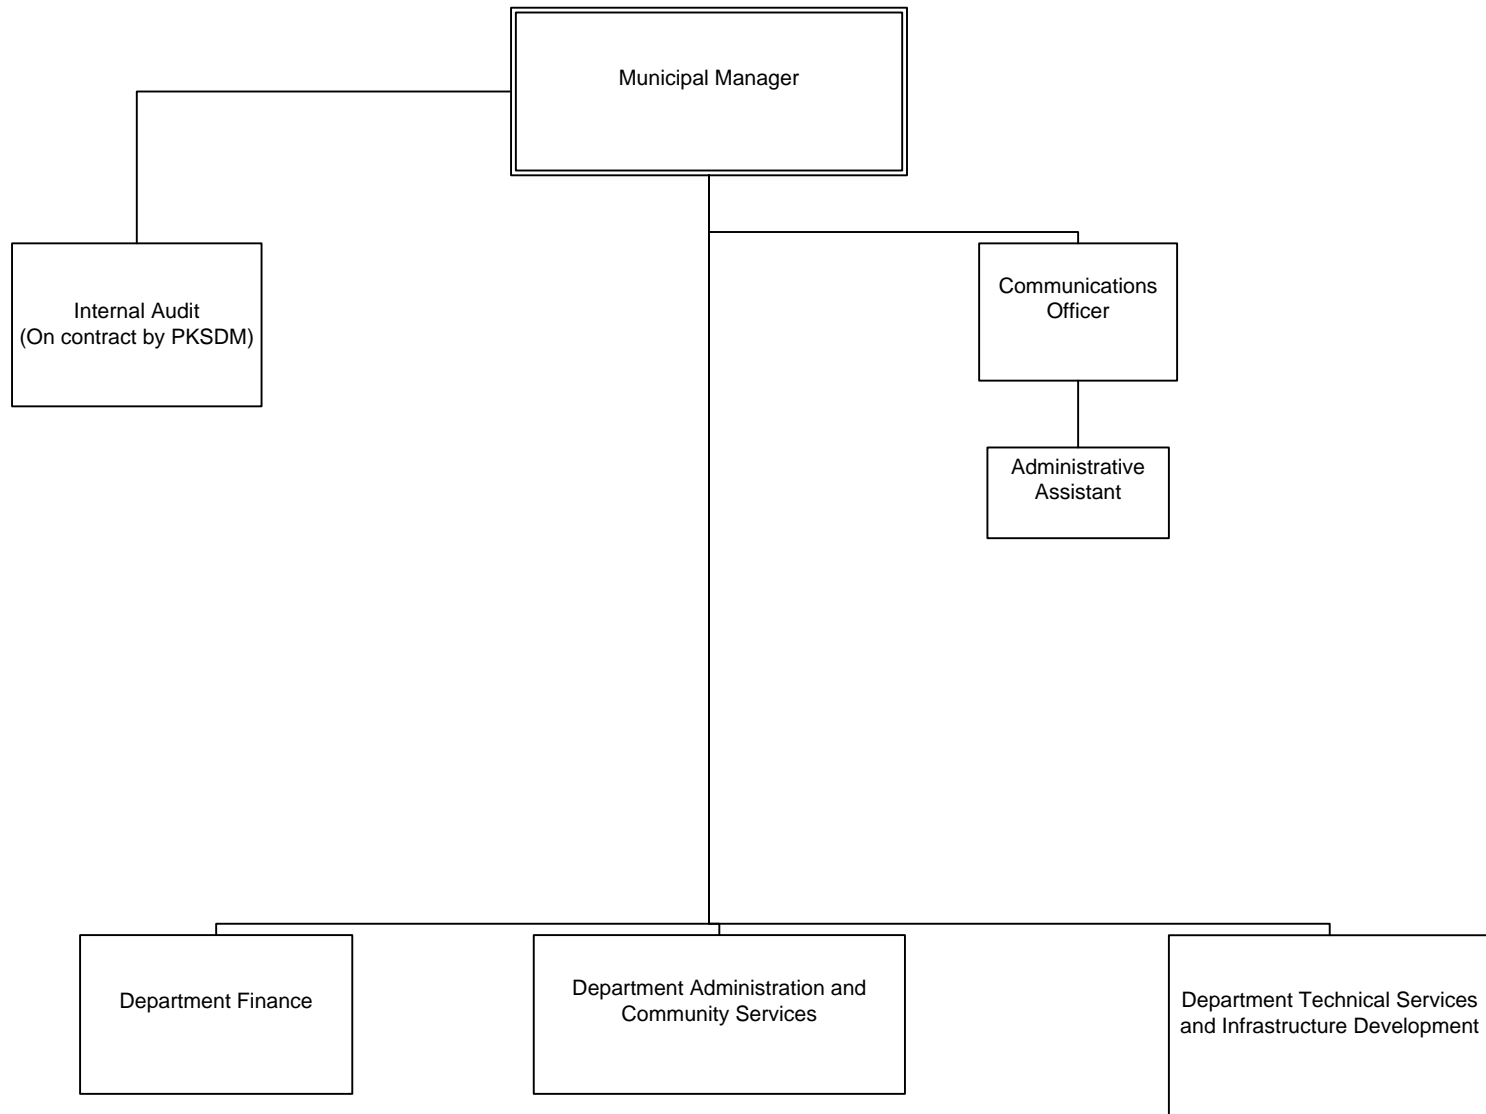 Municipal Manager
Internal Audit
(On contract by PKSDM)
Communications
Officer
Administrative
Assistant
Department Finance
Department Administration and
Community Services
Department Technical Services
and Infrastructure Development